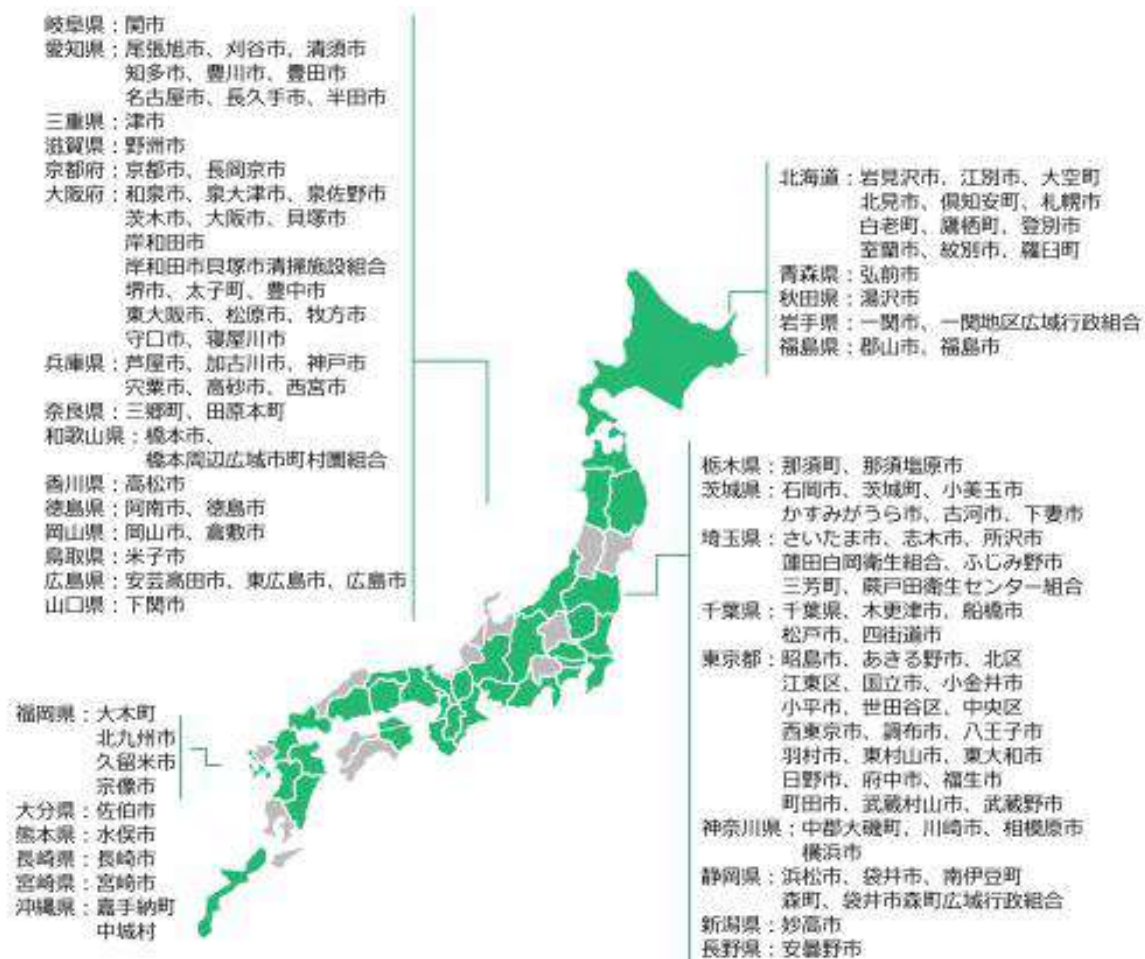 岐阜県：関市
愛知県：尾張旭市、刈谷市、清須市
知多市、豊川市、豊田市
名古屋市、長久手市、半田市
三重県：津市
滋賀県：野洲市
京都府：京都市、長岡京市
大阪府：和泉市、泉大津市、泉佐野市
茨木市、大阪市、貝塚市
岸和田市
岸和田市貝塚市清掃施設組合
堺市、太子町、豊中市
東大阪市、松原市、牧方市
守口市、寝屋川市
兵庫県：芦屋市、加古川市、神戸市
宍粟市、高砂市、西宮市
奈良県：三郷町、田原本町
和歌山県：橋本市、
橋本周辺広域市町村圏組合
香川県：高松市
徳島県：阿南市、徳島市
岡山県：岡山市、倉敷市
鳥取県：米子市
広島県：安芸高田市、東広島市、広島市
山口県：下関市
北海道：岩見沢市、江別市、大空町
北見市、倶知安町、札幌市
白老町、鷹栖町、登別市
室蘭市、紋別市、羅臼町
青森県：弘前市
秋田県：湯沢市
岩手県：一関市、一関地区広域行政組合
福島県：郡山市、福島市
栃木県：那須町、那須塩原市
茨城県：石岡市、茨城町、小美玉市
かすみがうら市、古河市、下妻市
埼玉県：さいたま市、志木市、所沢市
蓮田白岡衛生組合、ふじみ野市
三芳町、蕨戸田衛生センター組合
千葉県：千葉県、木更津市、船橋市
松戸市、四街道市
東京都：昭島市、あきる野市、北区
江東区、国立市、小金井市
小平市、世田谷区、中央区
西東京市、調布市、八王子市
羽村市、東村山市、東大和市
日野市、府中市、福生市
町田市、武蔵村山市、武蔵野市
神奈川県：中郡大磯町、川崎市、相模原市
横浜市
静岡県：浜松市、袋井市、南伊豆町
森町、袋井市森町広域行政組合
新潟県：妙高市
長野県：安曇野市
福岡県：大木町
北九州市
久留米市
宗像市
大分県：佐伯市
熊本県：水俣市
長崎県：長崎市
宮崎県：宮崎市
沖縄県：嘉手納町
中城村